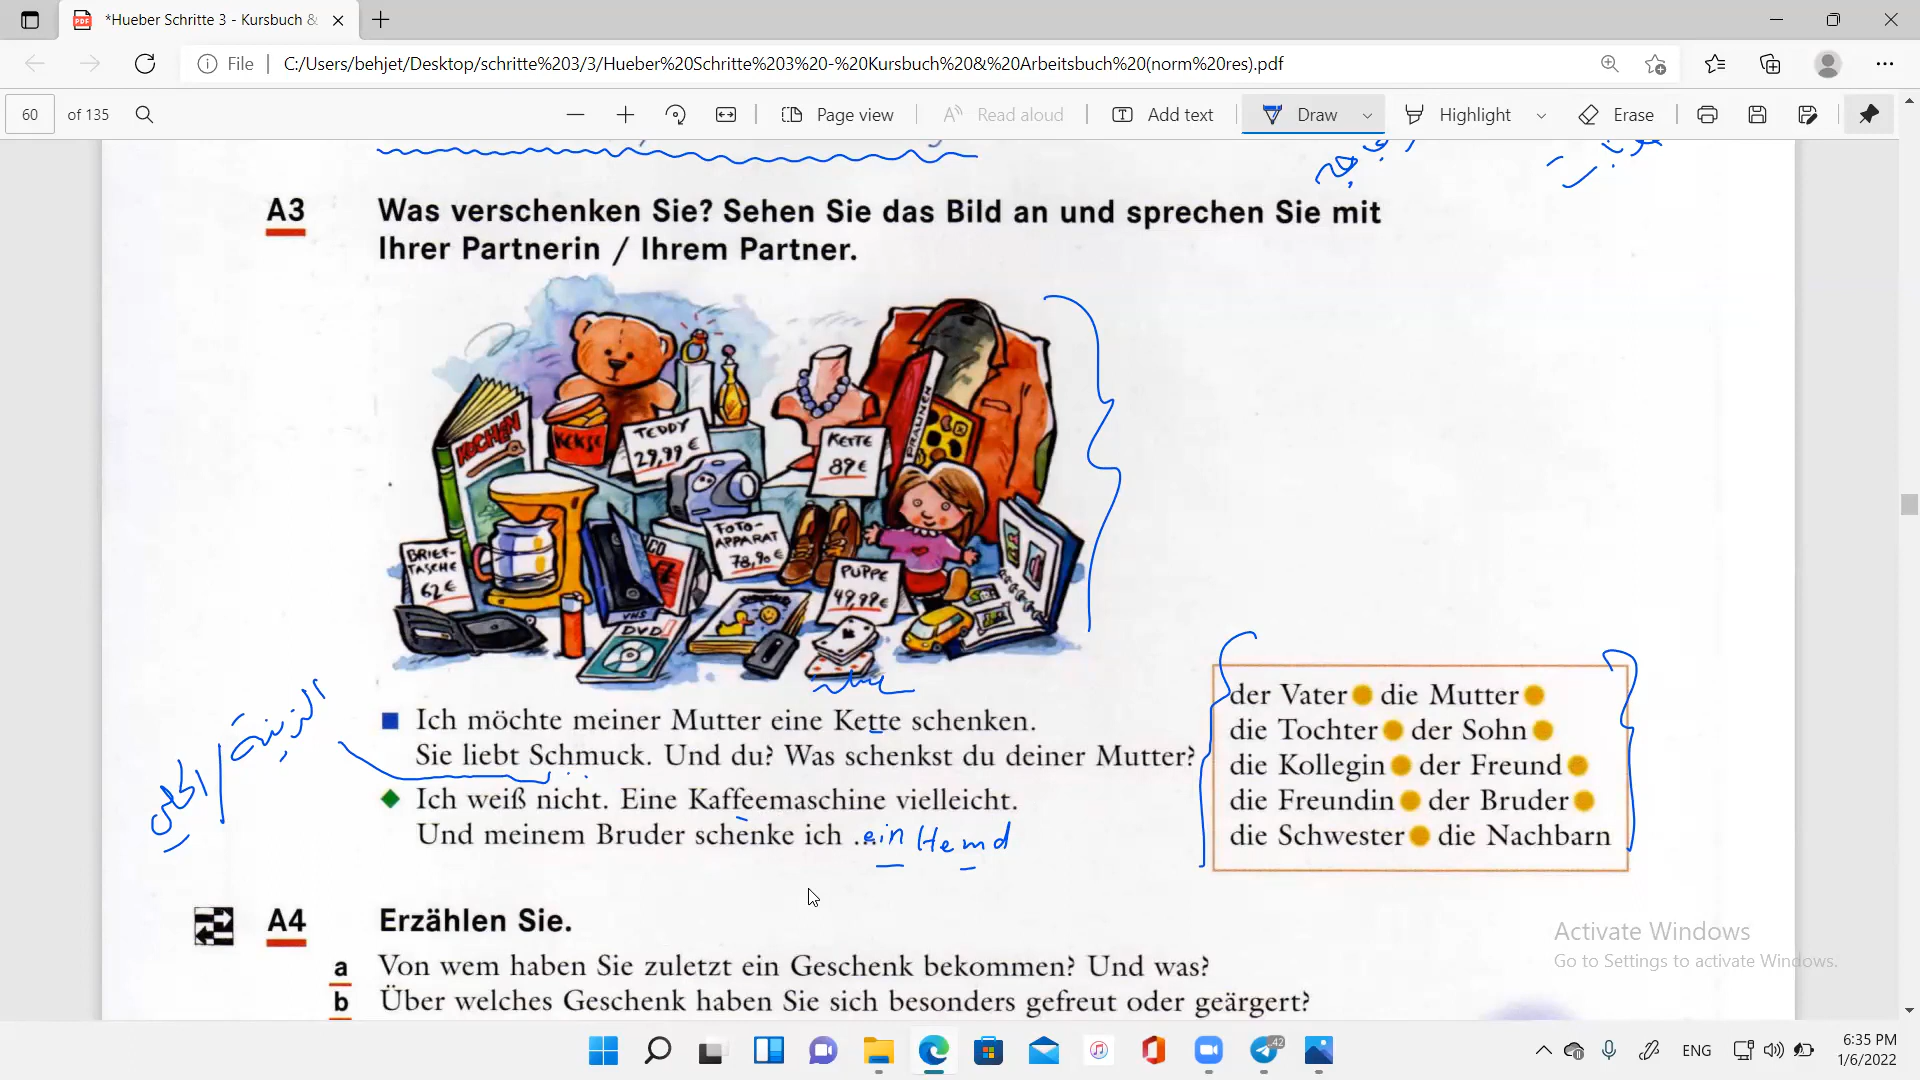 *Hueber Schritte 3 - Kursbuch &
File
C:/Users/behjet/Desktop/schritte%203/3/Hueber%20Schritte%203%20-%20Kursbuch%20&%20Arbeitsbuch%20(norm%20res).pdf
60 of 135
Page view
Read aloud
Add text
Draw
Highlight
Erase
A3 Was verschenken Sie? Sehen Sie das Bild an und sprechen Sie mit
Ihrer Partnerin / Ihrem Partner.
KOCHEN
KEKSE
TEDDY
29,99 €
KETTE
89 €
PRALINEN
BRIEF-
TASCHE
62 €
FOTO-
APPARAT
78,90 €
PUPPE
49,99 €
VHS
DVD
Ich möchte meiner Mutter eine Kette schenken.
Sie liebt Schmuck. Und du? Was schenkst du deiner Mutter?
Ich weiß nicht. Eine Kaffeemaschine vielleicht.
Und meinem Bruder schenke ich ... ein Hemd
der Vater die Mutter
die Tochter der Sohn
die Kollegin der Freund
die Freundin der Bruder
die Schwester die Nachbarn
A4 Erzählen Sie.
a Von wem haben Sie zuletzt ein Geschenk bekommen? Und was?
b Über welches Geschenk haben Sie sich besonders gefreut oder geärgert?
Activate Windows
Go to Settings to activate Windows.
42
ENG
6:35 PM
1/6/2022